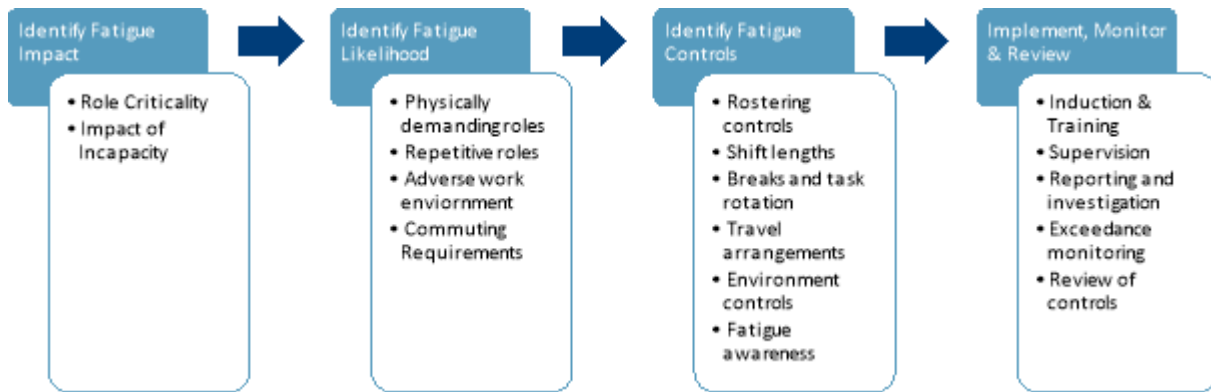 Identify Fatigue
Impact
• Role Criticality
• Impact of
Incapacity
Identify Fatigue
Likelihood
• Physically
demanding roles
• Repetitive roles
• Adverse work
enviornment
• Commuting
Requirements
Identify Fatigue
Controls
• Rostering
controls
• Shift lengths
• Breaks and task
rotation
• Travel
arrangements
• Environment
controls
• Fatigue
awareness
Implement, Monitor
& Review
• Induction &
Training
• Supervision
• Reporting and
investigation
• Exceedance
monitoring
• Review of
controls